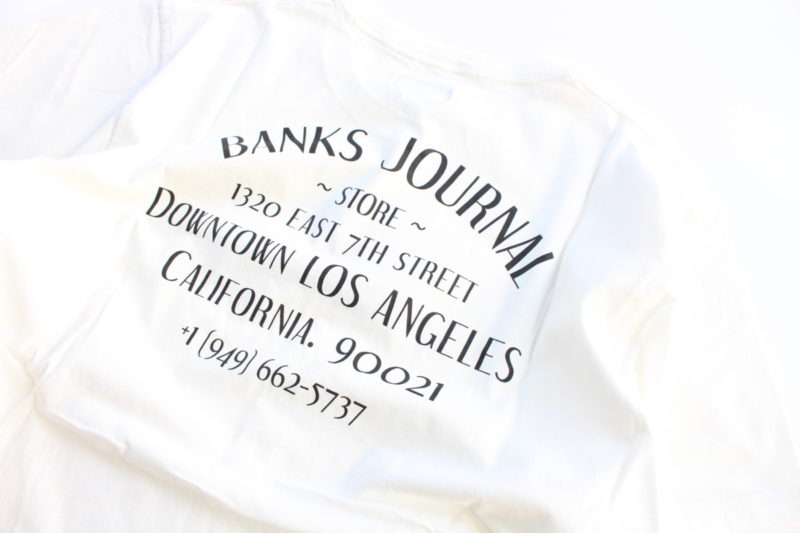 BANKS JOURNAL
~ STORE ~
1320 EAST 7TH STREET
DOWNTOWN LOS ANGELES
CALIFORNIA. 90021
+1 (949) 662-5737